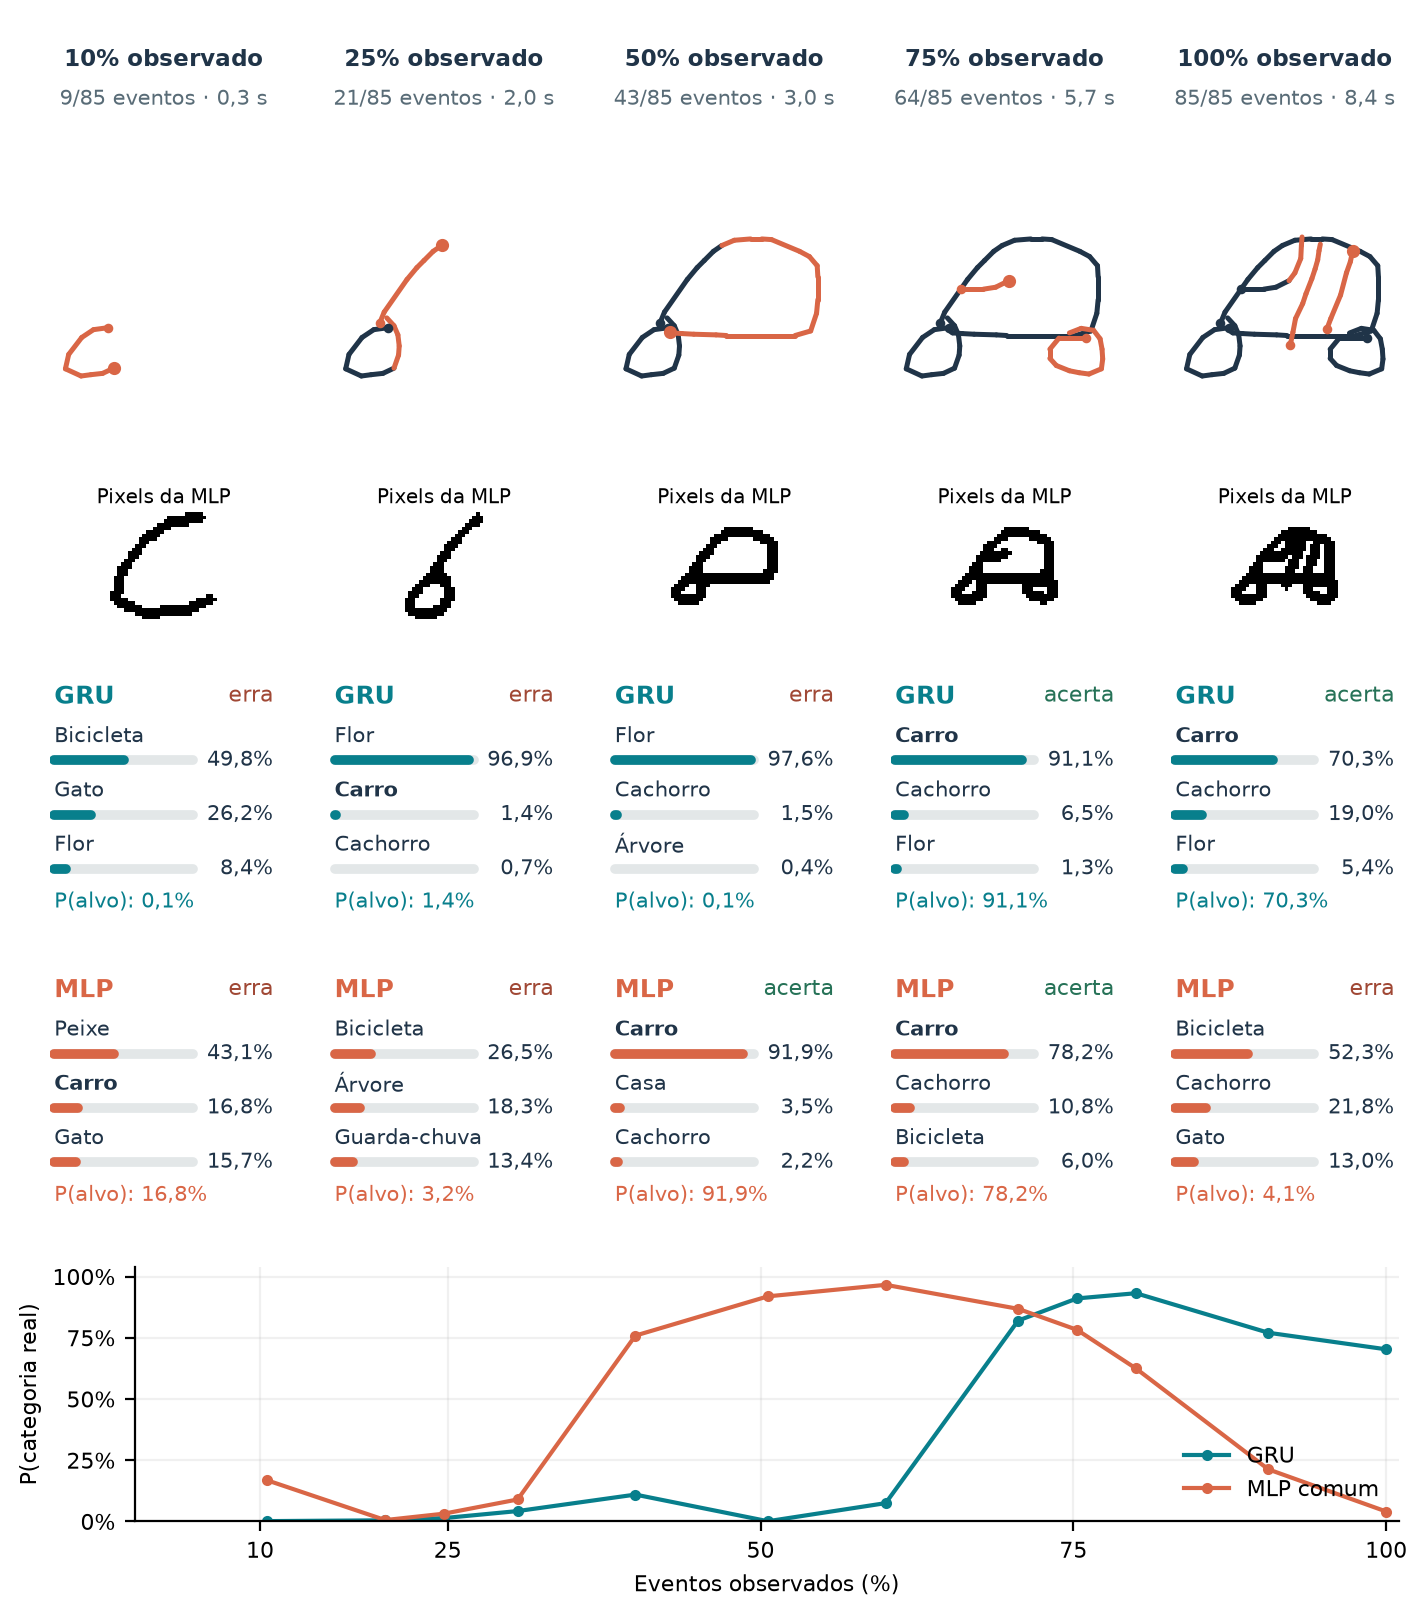 10% observado
9/85 eventos · 0,3 s
25% observado
21/85 eventos · 2,0 s
50% observado
43/85 eventos · 3,0 s
75% observado
64/85 eventos · 5,7 s
100% observado
85/85 eventos · 8,4 s
Pixels da MLP
Pixels da MLP
Pixels da MLP
Pixels da MLP
Pixels da MLP
GRU erra
Bicicleta
49,8%
Gato
26,2%
Flor
8,4%
P(alvo): 0,1%
GRU erra
Flor
96,9%
Carro
1,4%
Cachorro
0,7%
P(alvo): 1,4%
GRU erra
Flor
97,6%
Cachorro
1,5%
Árvore
0,4%
P(alvo): 0,1%
GRU acerta
Carro
91,1%
Cachorro
6,5%
Flor
1,3%
P(alvo): 91,1%
GRU acerta
Carro
70,3%
Cachorro
19,0%
Flor
5,4%
P(alvo): 70,3%
MLP erra
Peixe
43,1%
Carro
16,8%
Gato
15,7%
P(alvo): 16,8%
MLP erra
Bicicleta
26,5%
Árvore
18,3%
Guarda-chuva
13,4%
P(alvo): 3,2%
MLP acerta
Carro
91,9%
Casa
3,5%
Cachorro
2,2%
P(alvo): 91,9%
MLP acerta
Carro
78,2%
Cachorro
10,8%
Bicicleta
6,0%
P(alvo): 78,2%
MLP erra
Bicicleta
52,3%
Cachorro
21,8%
Gato
13,0%
P(alvo): 4,1%
P(categoria real)
100%
75%
50%
25%
0%
GRU
MLP comum
10 25 50 75 100
Eventos observados (%)